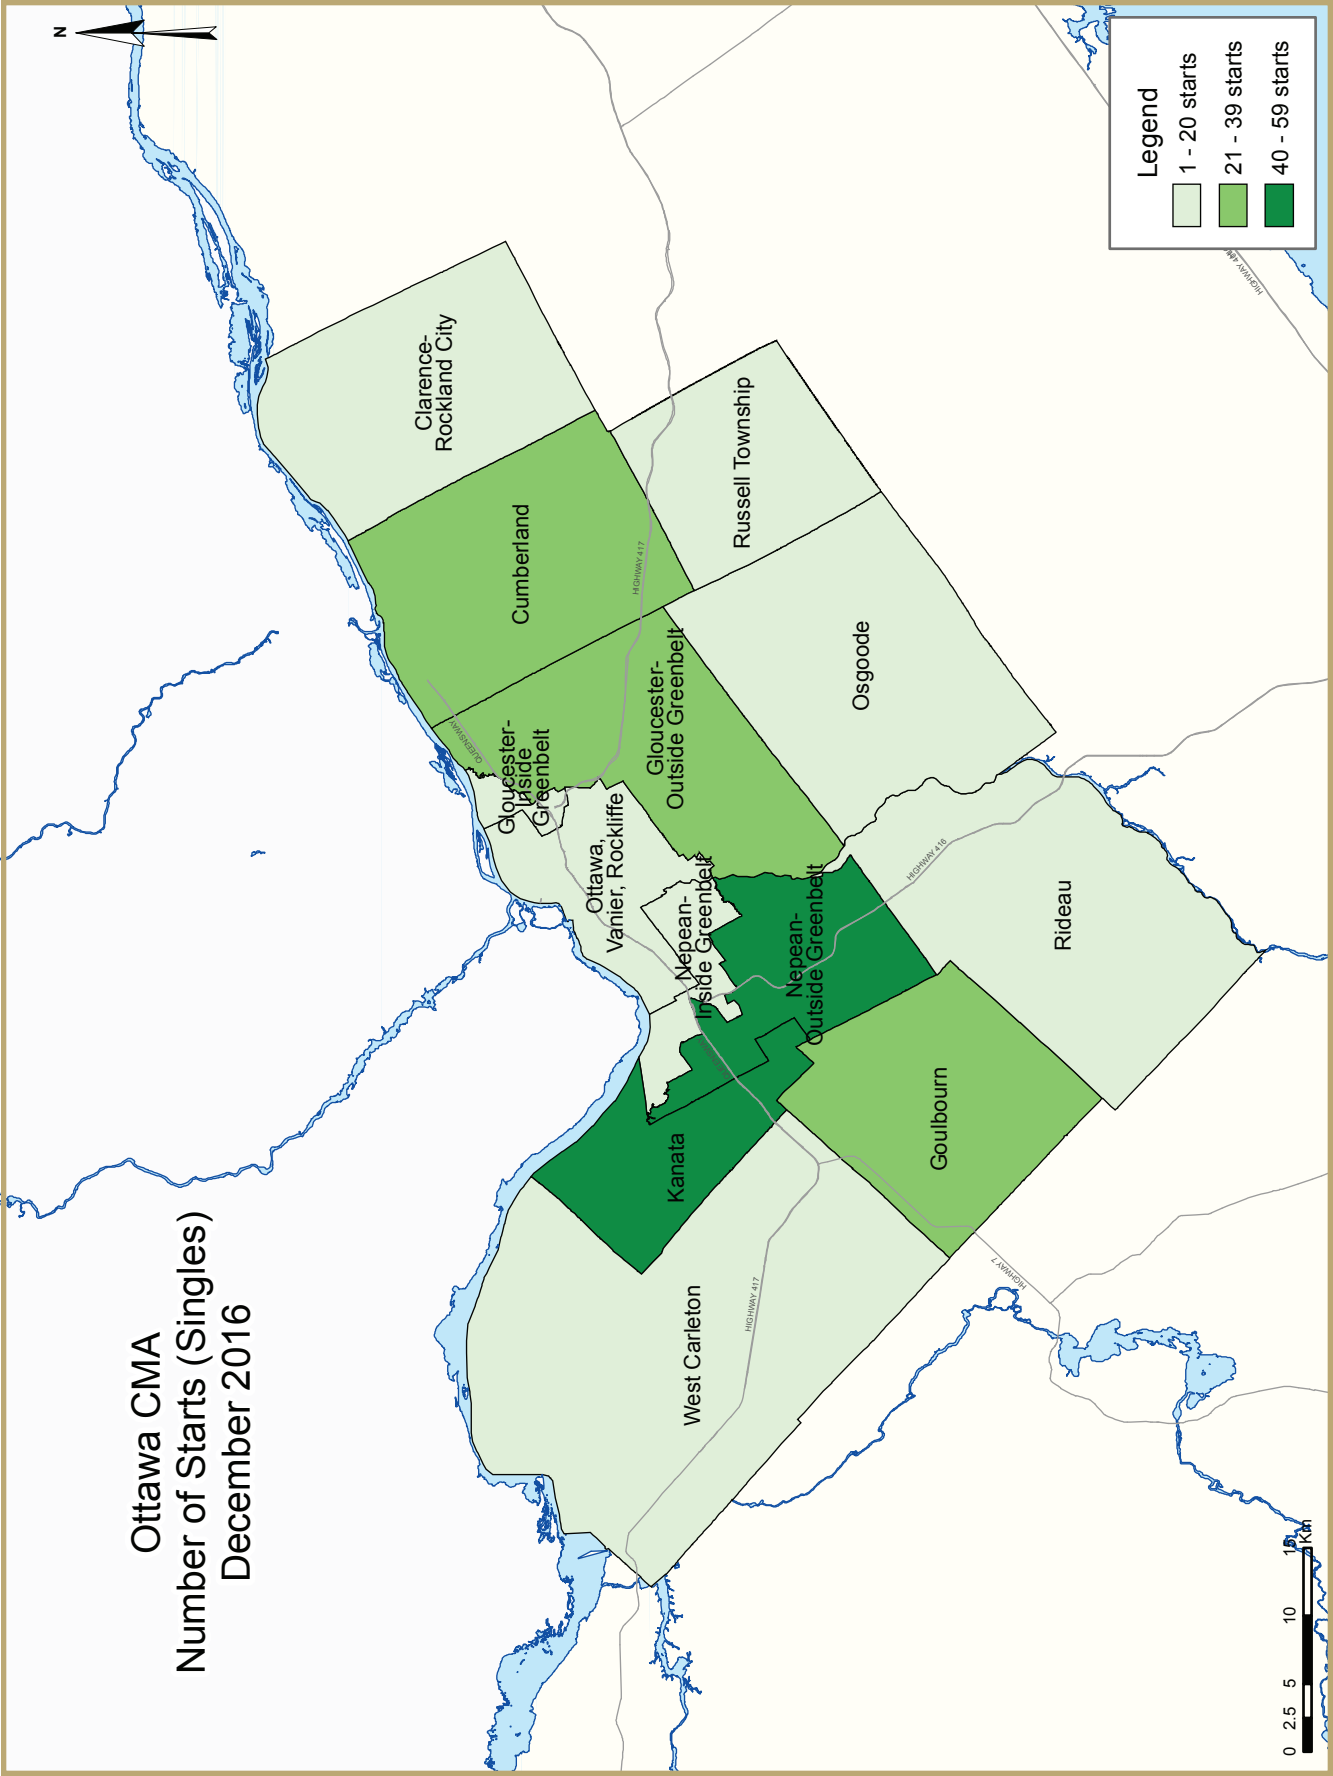 Ottawa CMA
Number of Starts (Singles)
December 2016
N
Clarence-
Rockland City
Cumberland
Russell Township
Gloucester-
Inside
Greenbelt
Gloucester-
Outside Greenbelt
Osgoode
Ottawa,
Vanier, Rockliffe
Nepean-
Inside Greenbelt
Nepean-
Outside Greenbelt
Rideau
Kanata
Goulbourn
West Carleton
QUEENSWAY
HIGHWAY 417
HIGHWAY 416
HIGHWAY 417
HIGHWAY 7
Legend
1 - 20 starts
21 - 39 starts
40 - 59 starts
0 2.5 5 10 15
Km